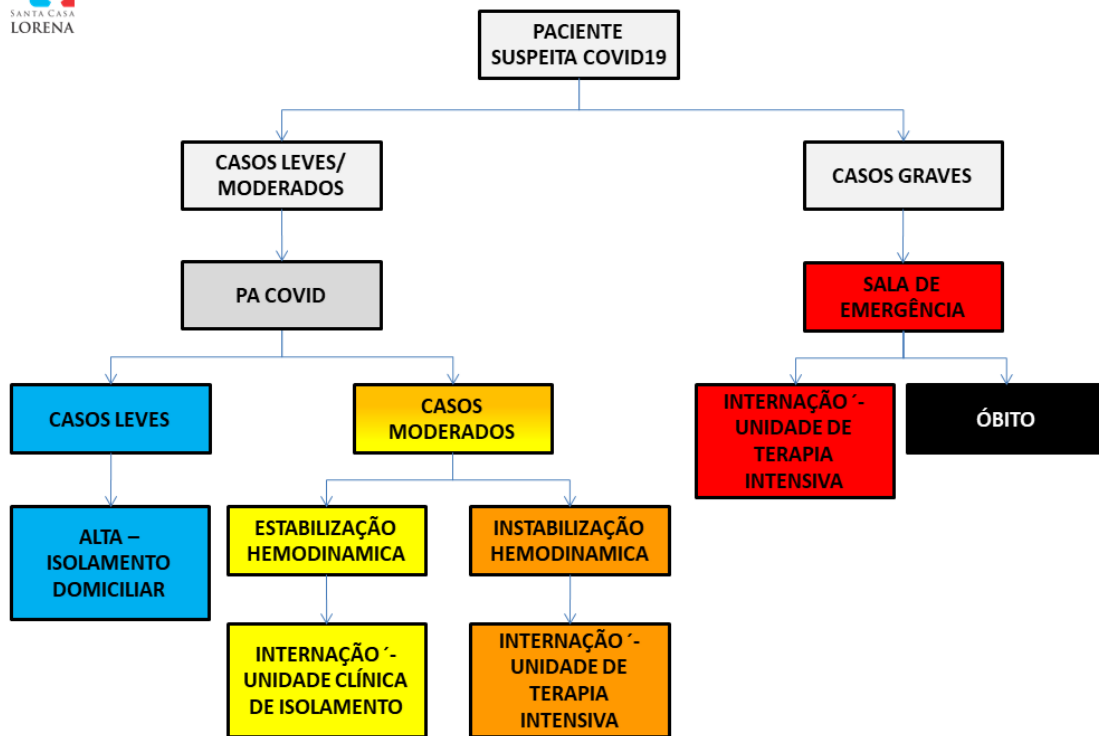 SANTA CASA
LORENA
PACIENTE
SUSPEITA COVID19
CASOS LEVES/
MODERADOS
CASOS GRAVES
PA COVID
SALA DE
EMERGÊNCIA
CASOS LEVES
CASOS
MODERADOS
INTERNAÇÃO ´-
UNIDADE DE
TERAPIA
INTENSIVA
ÓBITO
ALTA –
ISOLAMENTO
DOMICILIAR
ESTABILIZAÇÃO
HEMODINAMICA
INSTABILIZAÇÃO
HEMODINAMICA
INTERNAÇÃO ´-
UNIDADE CLÍNICA
DE ISOLAMENTO
INTERNAÇÃO ´-
UNIDADE DE
TERAPIA
INTENSIVA